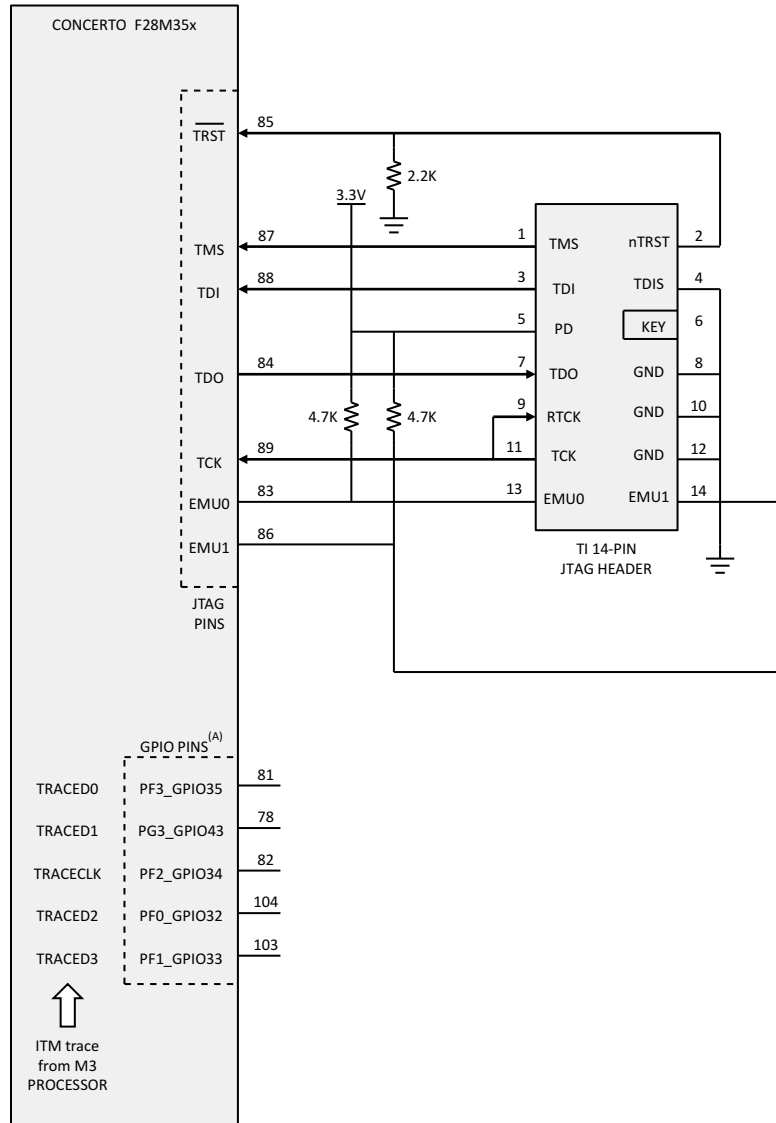 CONCERTO F28M35x
TRST
85
2.2K
3.3V
TMS
87
1
TMS
nTRST
2
TDI
88
3
TDI
TDIS
4
5
PD
KEY
6
TDO
84
7
TDO
GND
8
4.7K
4.7K
9
RTCK
GND
10
TCK
89
11
TCK
GND
12
EMU0
83
13
EMU0
EMU1
14
EMU1
86
TI 14-PIN
JTAG HEADER
JTAG
PINS
GPIO PINS(A)
TRACED0
PF3_GPIO35
81
TRACED1
PG3_GPIO43
78
TRACECLK
PF2_GPIO34
82
TRACED2
PF0_GPIO32
104
TRACED3
PF1_GPIO33
103
ITM trace
from M3
PROCESSOR